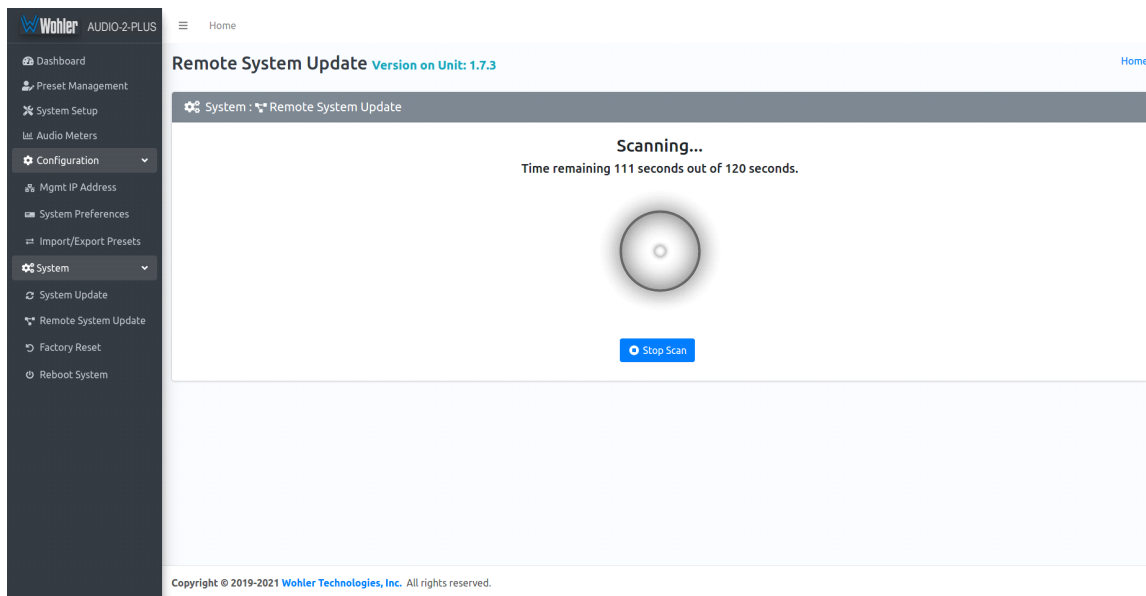 Wohler AUDIO-2-PLUS
Home
Dashboard
Preset Management
System Setup
Audio Meters
Configuration
Mgmt IP Address
System Preferences
Import/Export Presets
System
System Update
Remote System Update
Factory Reset
Reboot System
Remote System Update Version on Unit: 1.7.3
Home
System : Remote System Update
Scanning...
Time remaining 111 seconds out of 120 seconds.
Stop Scan
Copyright © 2019-2021 Wohler Technologies, Inc. All rights reserved.